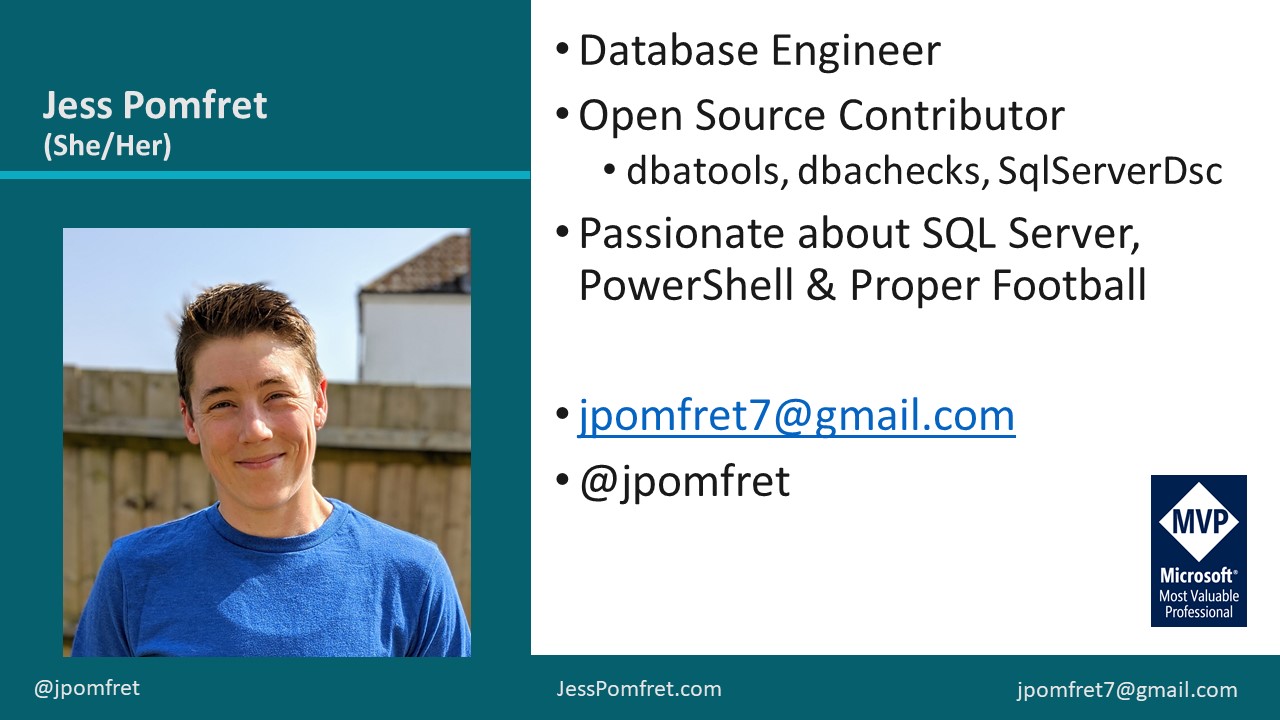 Jess Pomfret
(She/Her)
• Database Engineer
• Open Source Contributor
• dbatools, dbachecks, SqlServerDsc
• Passionate about SQL Server,
PowerShell & Proper Football
• jpomfret7@gmail.com
• @jpomfret
MVP
Microsoft®
Most Valuable
Professional
@jpomfret
JessPomfret.com
jpomfret7@gmail.com